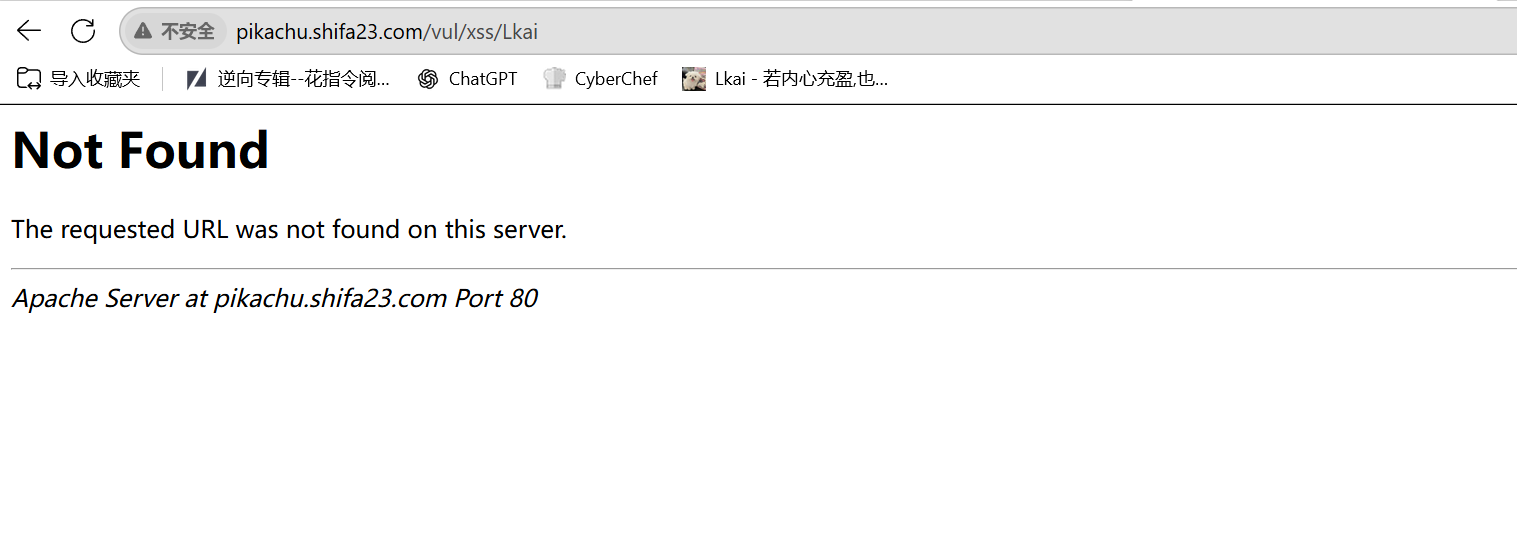 不安全 pikachu.shifa23.com/vul/xss/Lkai
导入收藏夹 逆向专辑--花指令阅... ChatGPT CyberChef Lkai - 若内心充盈,也...
Not Found
The requested URL was not found on this server.
Apache Server at pikachu.shifa23.com Port 80